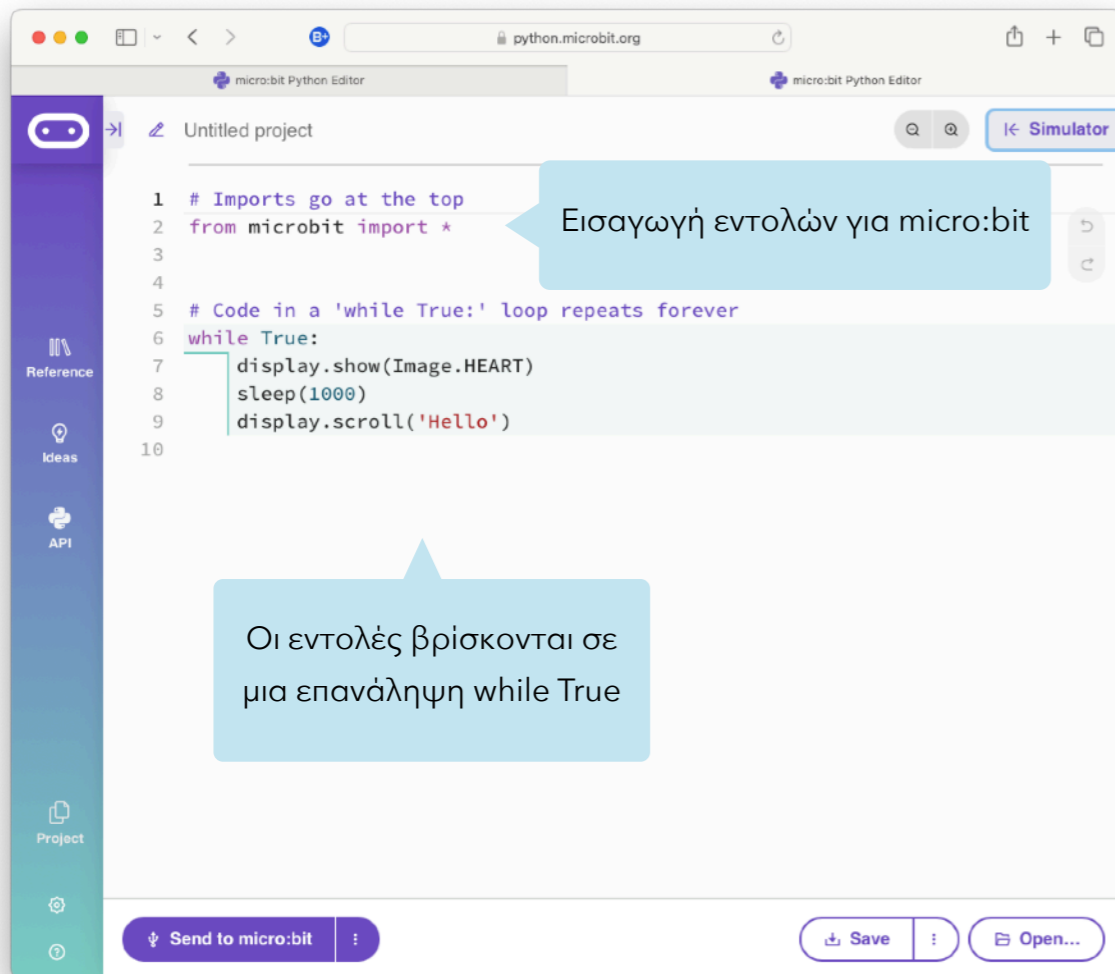 B+
python.microbit.org
micro:bit Python Editor
micro:bit Python Editor
Untitled project
Simulator
1 # Imports go at the top
2 from microbit import *
3
4
5 # Code in a 'while True:' loop repeats forever
6 while True:
7 display.show(Image.HEART)
8 sleep(1000)
9 display.scroll('Hello')
10
Εισαγωγή εντολών για micro:bit
Οι εντολές βρίσκονται σε
μια επανάληψη while True
Reference
Ideas
API
Project
Send to micro:bit
Save
Open...